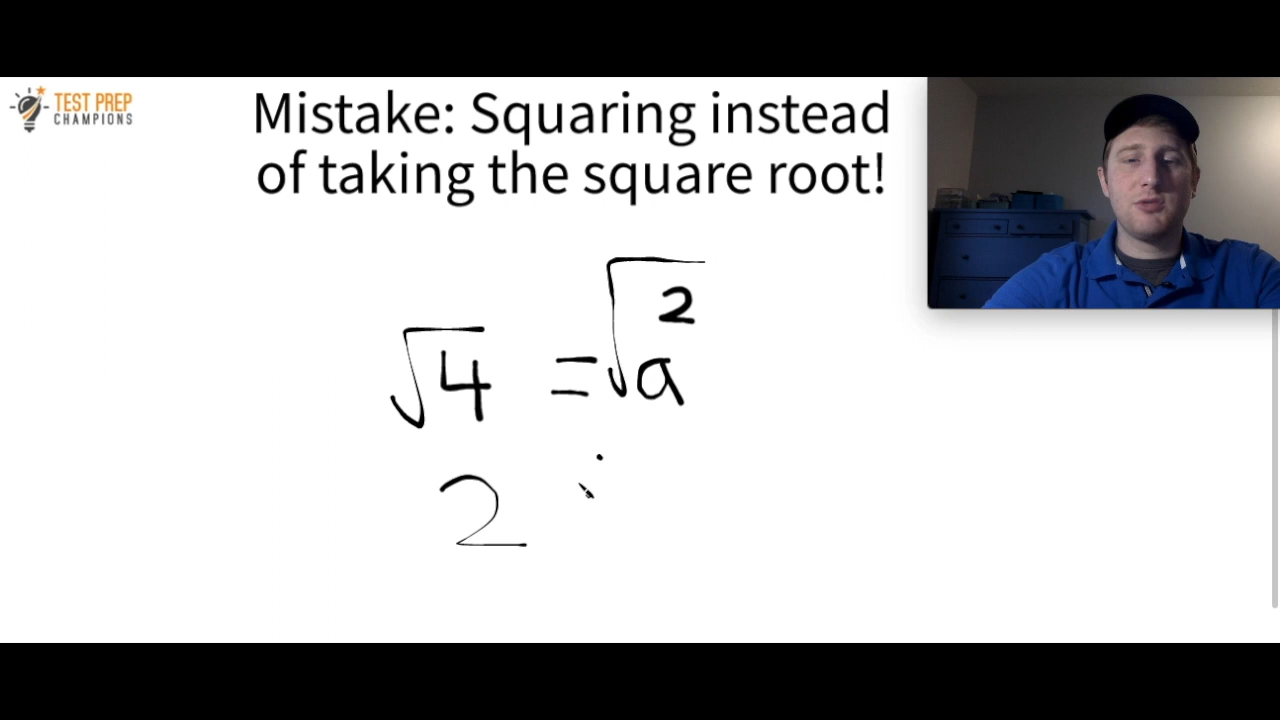 TEST PREP
CHAMPIONS
Mistake: Squaring instead
of taking the square root!
√4 = √a²
2